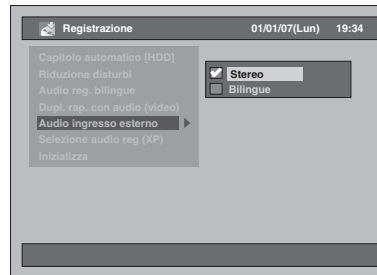 Registrazione 01/01/07(Lun) 19:34
Capitolo automatico [HDD]
Riduzione disturbi
Audio reg. bilingue
Dupl. rap. con audio (video)
Audio ingresso esterno
Selezione audio reg (XP)
Inizializza
Stereo
Bilingue